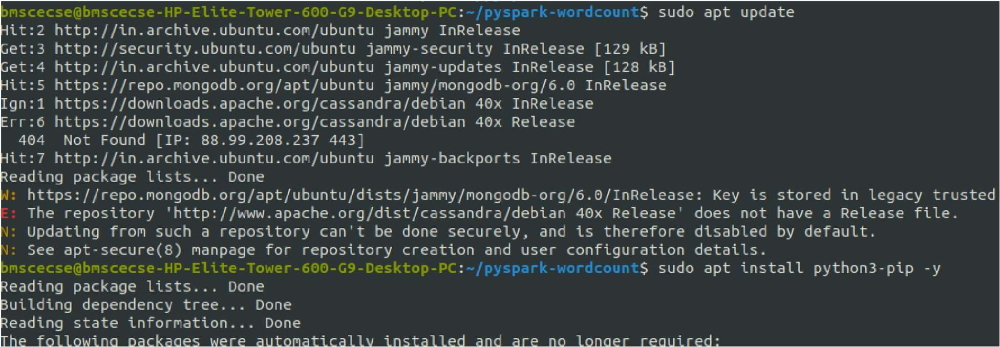 bmscecse@bmscecse-HP-Elite-Tower-600-G9-Desktop-PC:~/pyspark-wordcount$ sudo apt update
Hit:2 http://in.archive.ubuntu.com/ubuntu jammy InRelease
Get:3 http://security.ubuntu.com/ubuntu jammy-security InRelease [129 kB]
Get:4 http://in.archive.ubuntu.com/ubuntu jammy-updates InRelease [128 kB]
Hit:5 https://repo.mongodb.org/apt/ubuntu jammy/mongodb-org/6.0 InRelease
Ign:1 https://downloads.apache.org/cassandra/debian 40x InRelease
Err:6 https://downloads.apache.org/cassandra/debian 40x Release
  404  Not Found [IP: 88.99.208.237 443]
Hit:7 http://in.archive.ubuntu.com/ubuntu jammy-backports InRelease
Reading package lists... Done
W: https://repo.mongodb.org/apt/ubuntu/dists/jammy/mongodb-org/6.0/InRelease: Key is stored in legacy trusted
E: The repository 'http://www.apache.org/dist/cassandra/debian 40x Release' does not have a Release file.
N: Updating from such a repository can't be done securely, and is therefore disabled by default.
N: See apt-secure(8) manpage for repository creation and user configuration details.
bmscecse@bmscecse-HP-Elite-Tower-600-G9-Desktop-PC:~/pyspark-wordcount$ sudo apt install python3-pip -y
Reading package lists... Done
Building dependency tree... Done
Reading state information... Done
The following packages were automatically installed and are no longer required: